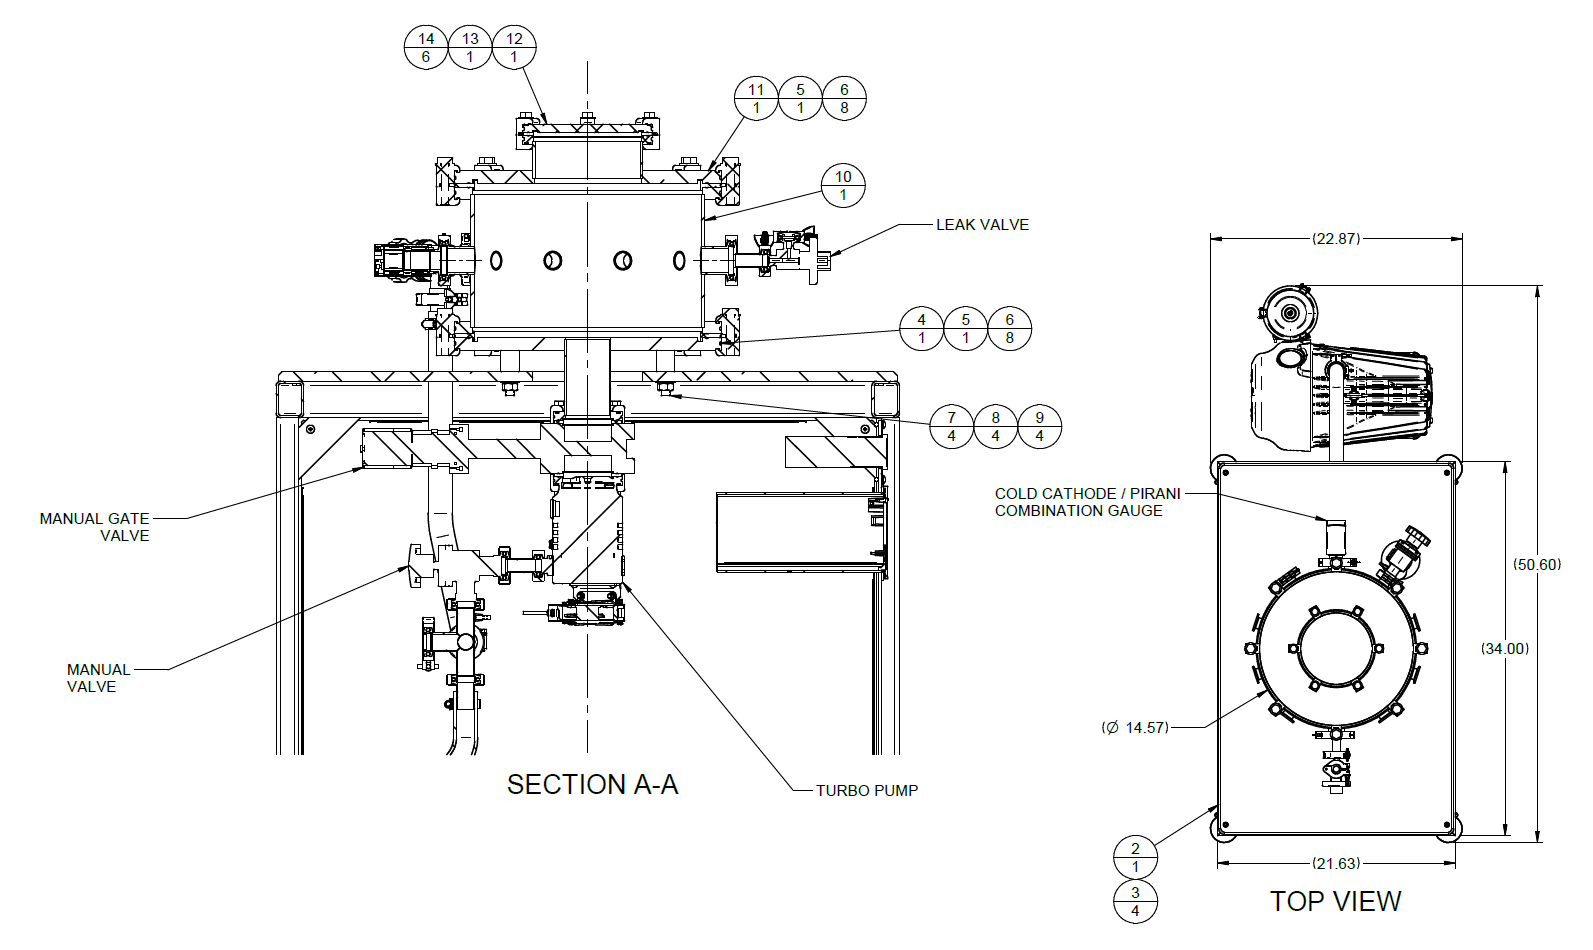 14 13 12
6 1 1
11 5 6
1 1 8
10
1
LEAK VALVE
4 5 6
1 1 8
7 8 9
4 4 4
MANUAL GATE
VALVE
MANUAL
VALVE
TURBO PUMP
SECTION A-A
(22.87)
COLD CATHODE / PIRANI
COMBINATION GAUGE
(50.60)
(34.00)
(Ø 14.57)
2
1
3
4
(21.63)
TOP VIEW